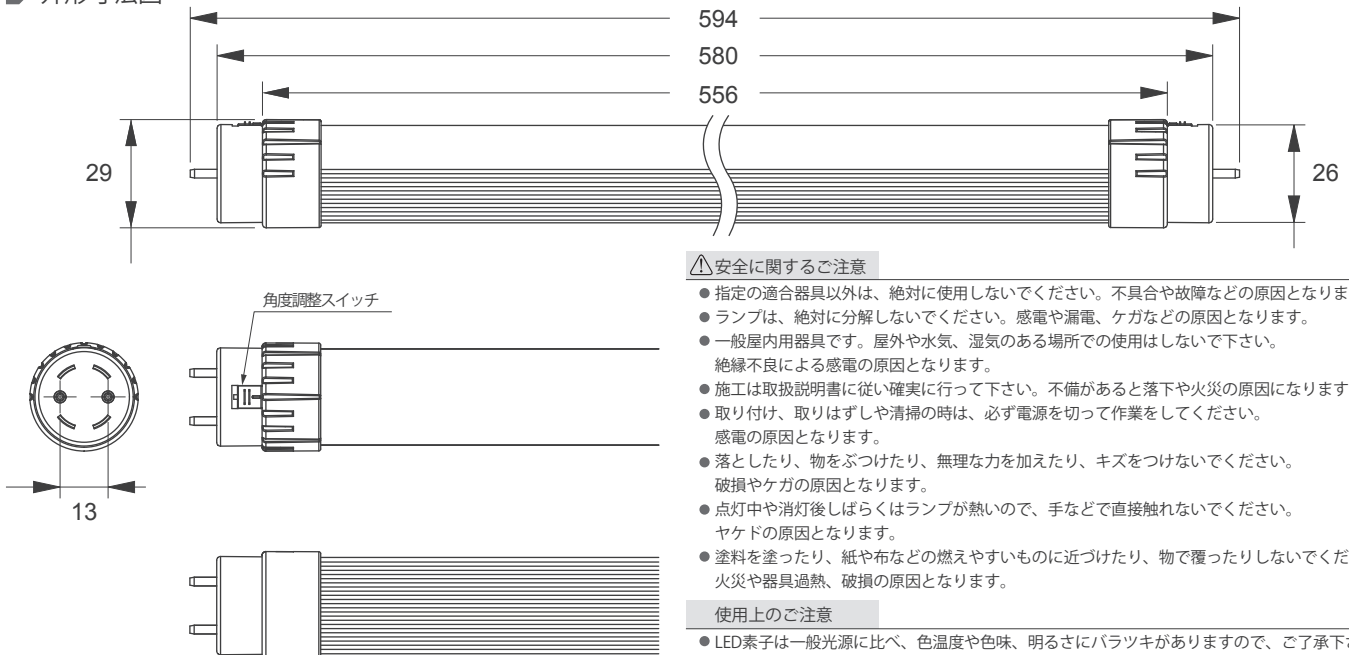 594
580
556
29
26
⚠安全に関するご注意
● 指定の適合器具以外は、絶対に使用しないでください。不具合や故障などの原因となりま
● ランプは、絶対に分解しないでください。感電や漏電、ケガなどの原因となります。
● 一般屋内用器具です。屋外や水気、湿気のある場所での使用はしないで下さい。
絶縁不良による感電の原因となります。
● 施工は取扱説明書に従い確実に行って下さい。不備があると落下や火災の原因になります
● 取り付け、取りはずしや清掃の時は、必ず電源を切って作業をしてください。
感電の原因となります。
● 落としたり、物をぶつけたり、無理な力を加えたり、キズをつけないでください。
破損やケガの原因となります。
● 点灯中や消灯後しばらくはランプが熱いので、手などで直接触れないでください。
ヤケドの原因となります。
● 塗料を塗ったり、紙や布などの燃えやすいものに近づけたり、物で覆ったりしないでくだ
火災や器具過熱、破損の原因となります。
使用上のご注意
● LED素子は一般光源に比べ、色温度や色味、明るさにバラツキがありますので、ご了承下
角度調整スイッチ
13